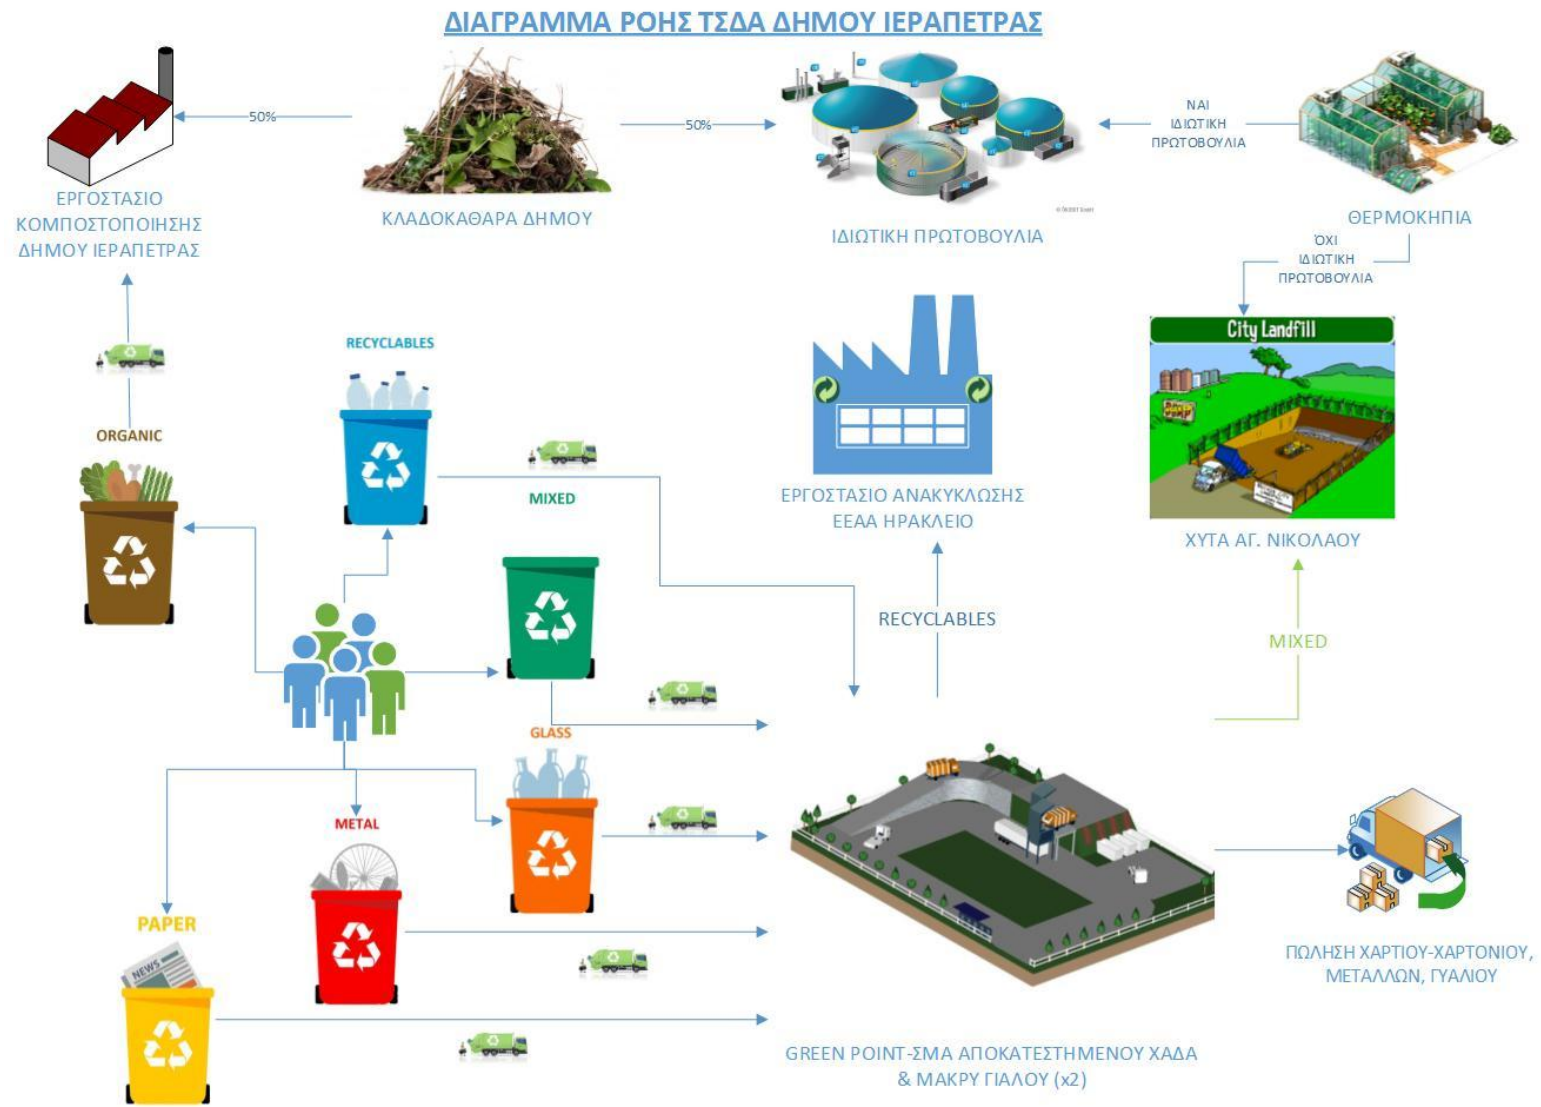 ΔΙΑΓΡΑΜΜΑ ΡΟΗΣ ΤΣΔΑ ΔΗΜΟΥ ΙΕΡΑΠΕΤΡΑΣ
50%
50%
ΝΑΙ
ΙΔΙΩΤΙΚΗ
ΠΡΩΤΟΒΟΥΛΙΑ
ΕΡΓΟΣΤΑΣΙΟ
ΚΟΜΠΟΣΤΟΠΟΙΗΣΗΣ
ΔΗΜΟΥ ΙΕΡΑΠΕΤΡΑΣ
ΚΛΑΔΟΚΑΘΑΡΑ ΔΗΜΟΥ
ΙΔΙΩΤΙΚΗ ΠΡΩΤΟΒΟΥΛΙΑ
ΘΕΡΜΟΚΗΠΙΑ
ΌΧΙ
ΙΔΙΩΤΙΚΗ
ΠΡΩΤΟΒΟΥΛΙΑ
City Landfill
RECYCLABLES
ORGANIC
MIXED
ΕΡΓΟΣΤΑΣΙΟ ΑΝΑΚΥΚΛΩΣΗΣ
ΕΕΑΑ ΗΡΑΚΛΕΙΟ
ΧΥΤΑ ΑΓ. ΝΙΚΟΛΑΟΥ
RECYCLABLES
MIXED
GLASS
METAL
PAPER
NEWS
ΠΩΛΗΣΗ ΧΑΡΤΙΟΥ-ΧΑΡΤΟΝΙΟΥ,
ΜΕΤΑΛΛΩΝ, ΓΥΑΛΙΟΥ
GREEN POINT-ΣΜΑ ΑΠΟΚΑΤΕΣΤΗΜΕΝΟΥ ΧΑΔΑ
& ΜΑΚΡΥ ΓΙΑΛΟΥ (x2)